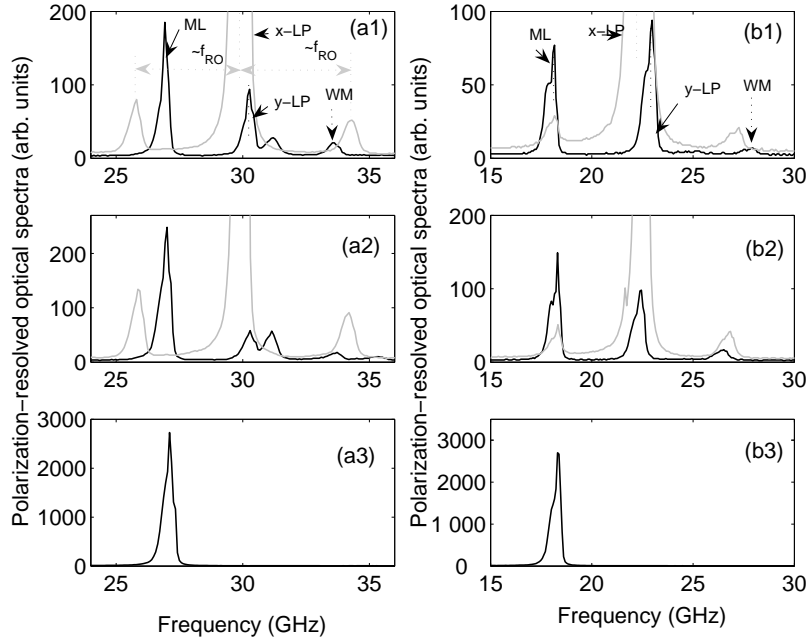 Polarization−resolved optical spectra (arb. units)
200
100
0
ML
x−LP
(a1)
~f_RO
~f_RO
WM
y−LP
25
30
35
200
100
0
(a2)
25
30
35
3000
2000
1000
0
(a3)
25
30
35
Frequency (GHz)
Polarization−resolved optical spectra (arb. units)
100
50
0
ML
x−LP
(b1)
WM
y−LP
15
20
25
30
200
100
0
(b2)
15
20
25
30
3000
2000
1 000
0
(b3)
15
20
25
30
Frequency (GHz)